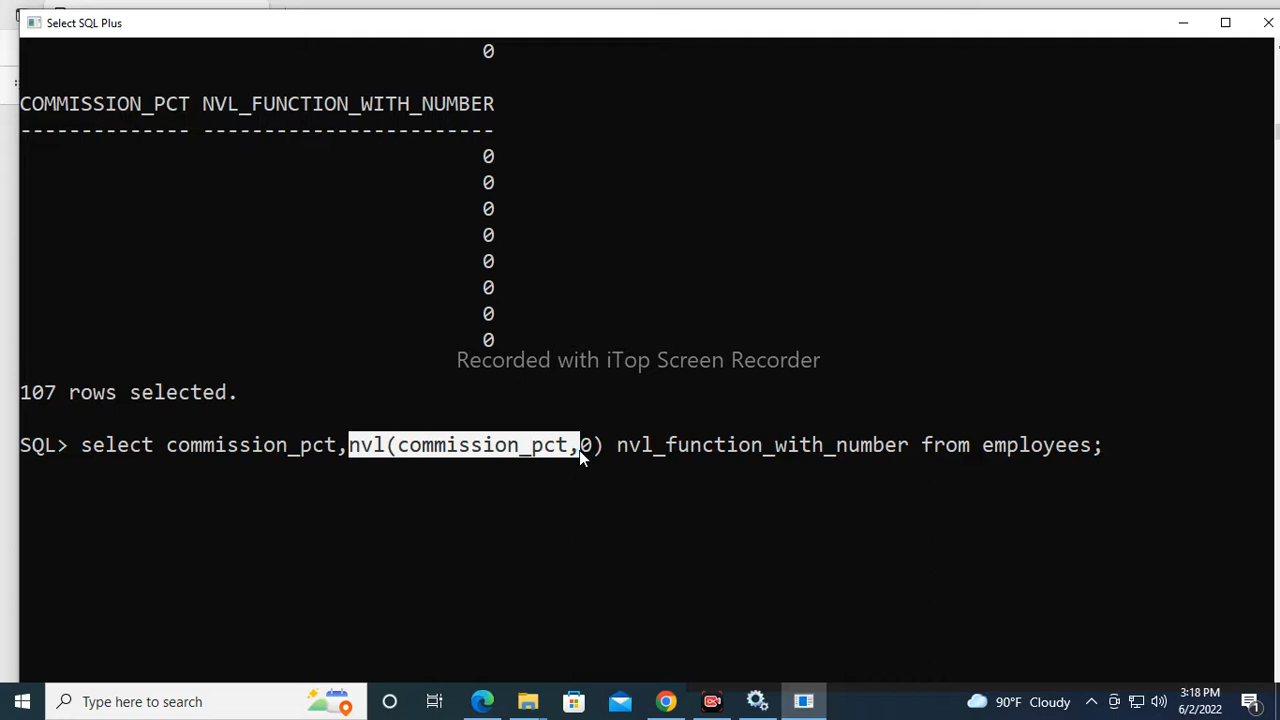 Select SQL Plus
0
COMMISSION_PCT NVL_FUNCTION_WITH_NUMBER
-------------- ------------------------
0
0
0
0
0
0
0
0
Recorded with iTop Screen Recorder
107 rows selected.
SQL> select commission_pct,nvl(commission_pct,0) nvl_function_with_number from employees;
Type here to search
90°F Cloudy
3:18 PM
6/2/2022
1